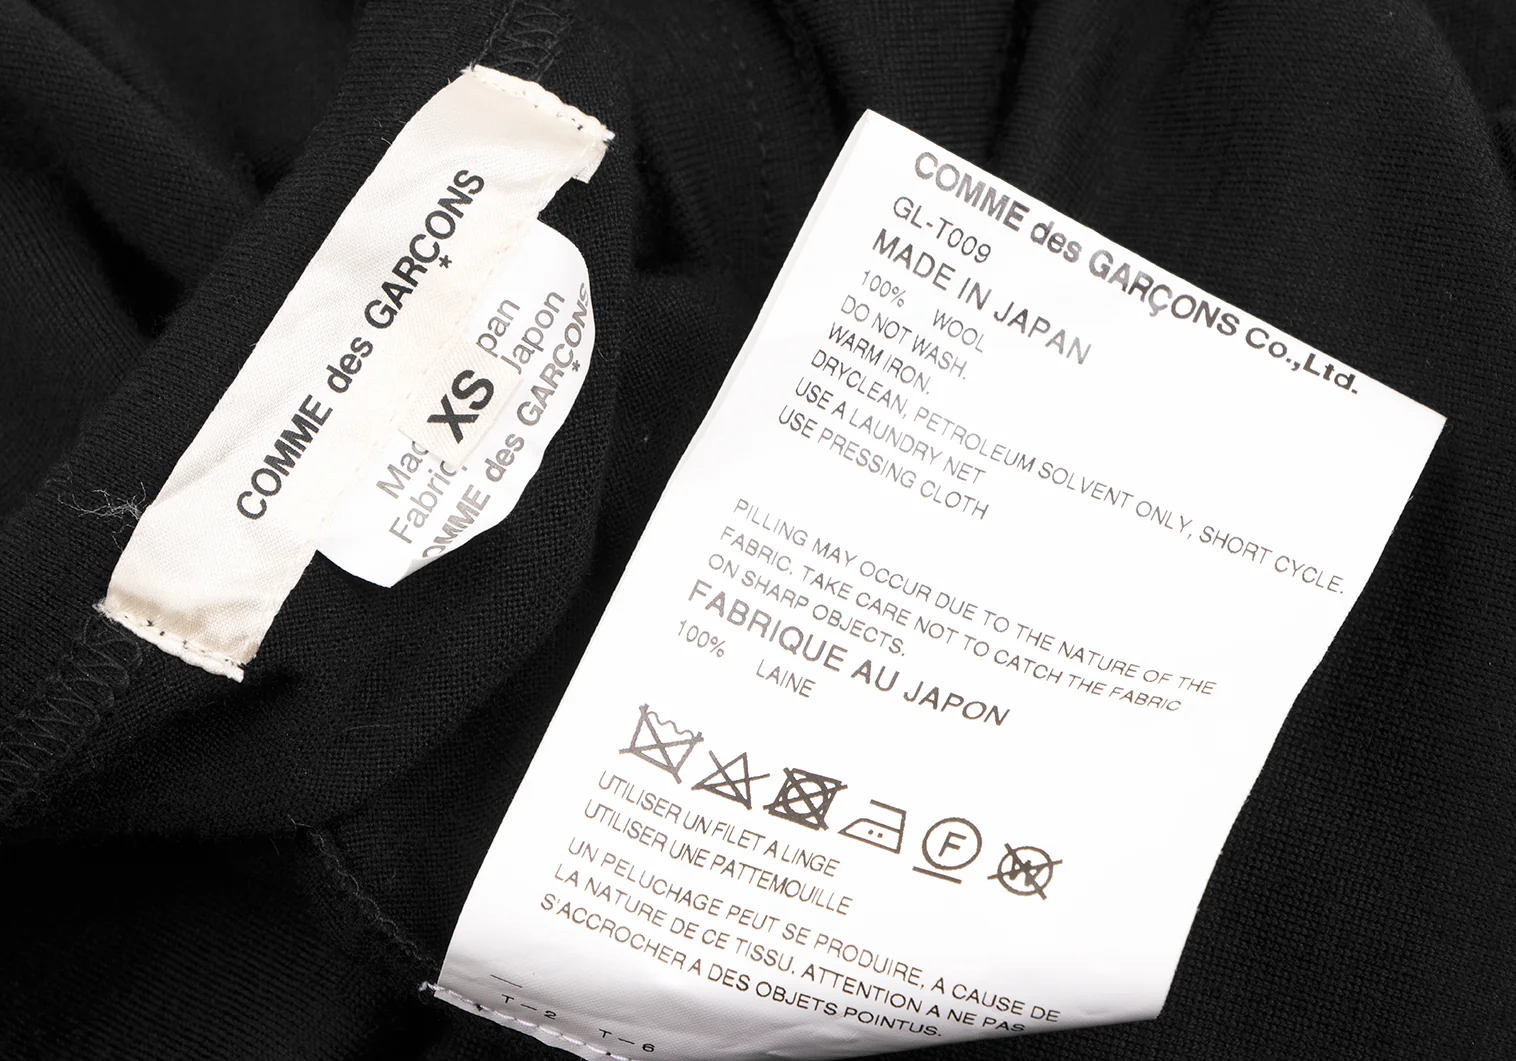 COMME des GARÇONS
*
XS
pan
Japon
COMME des GARÇONS Co.,Ltd.
GL-T009
MADE IN JAPAN
100% WOOL
DO NOT WASH.
WARM IRON.
DRYCLEAN, PETROLEUM SOLVENT ONLY, SHORT CYCLE.
USE A LAUNDRY NET
USE PRESSING CLOTH
PILLING MAY OCCUR DUE TO THE NATURE OF THE
FABRIC. TAKE CARE NOT TO CATCH THE FABRIC
ON SHARP OBJECTS.
FABRIQUE AU JAPON
100% LAINE
F
W
UTILISER UN FILET A LINGE
UTILISER UNE PATTEMOUILLE
UN PELUCHAGE PEUT SE PRODUIRE, A CAUSE DE
LA NATURE DE CE TISSU. ATTENTION A NE PAS
S'ACCROCHER A DES OBJETS POINTUS.
T-2 T-6
Mad
Fabric
OMME des GARÇONS
*